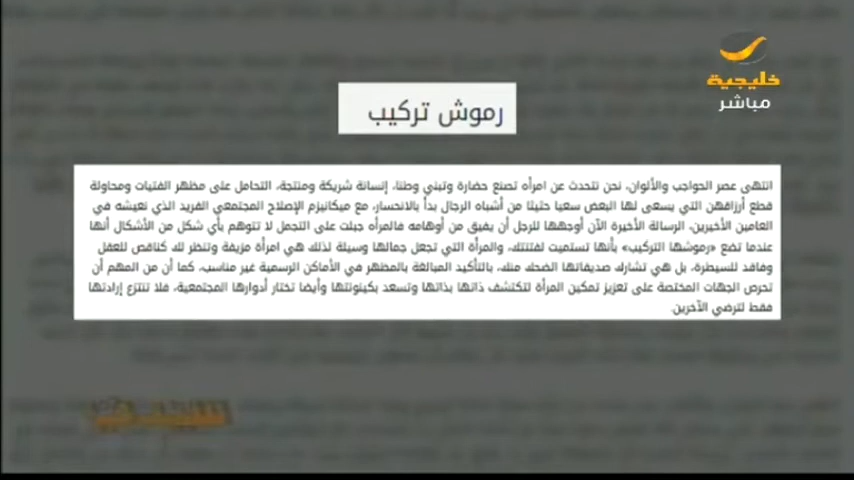 خليجية
مباشر
رموش تركيب
انتهى عصر الحواجب والألوان، نحن نتحدث عن امرأه تصنع حضارة وتبني وطنا، إنسانة شريكة ومنتجة، التحامل على مظهر الفتيات ومحاولة
قطع أرزاقهن التي يسعى لها البعض سعيا حثيثا من أشباه الرجال بدأ بالانحسار، مع ميكانيزم الإصلاح المجتمعي الفريد الذي نعيشه في
العامين الأخيرين، الرسالة الأخيرة الآن أوجهها للرجل أن يفيق من أوهامه فالمرأه جبلت على التجمل لا تتوهم بأي شكل من الأشكال أنها
عندما تضع «رموشها التركيب» بأنها تستميت لفتنتك، والمرأة التي تجعل جمالها وسيلة لذلك هي امرأة مزيفة وتنظر لك كناقص للعقل
وفاقد للسيطرة، بل هي تشارك صديقاتها الضحك منك، بالتأكيد المبالغة بالمظهر في الأماكن الرسمية غير مناسب، كما أن من المهم أن
تحرص الجهات المختصة على تعزيز تمكين المرأة لتكتشف ذاتها بذاتها وتسعد بكينونتها وأيضا تختار أدوارها المجتمعية، فلا تنتزع إرادتها
فقط لترضي الآخرين.